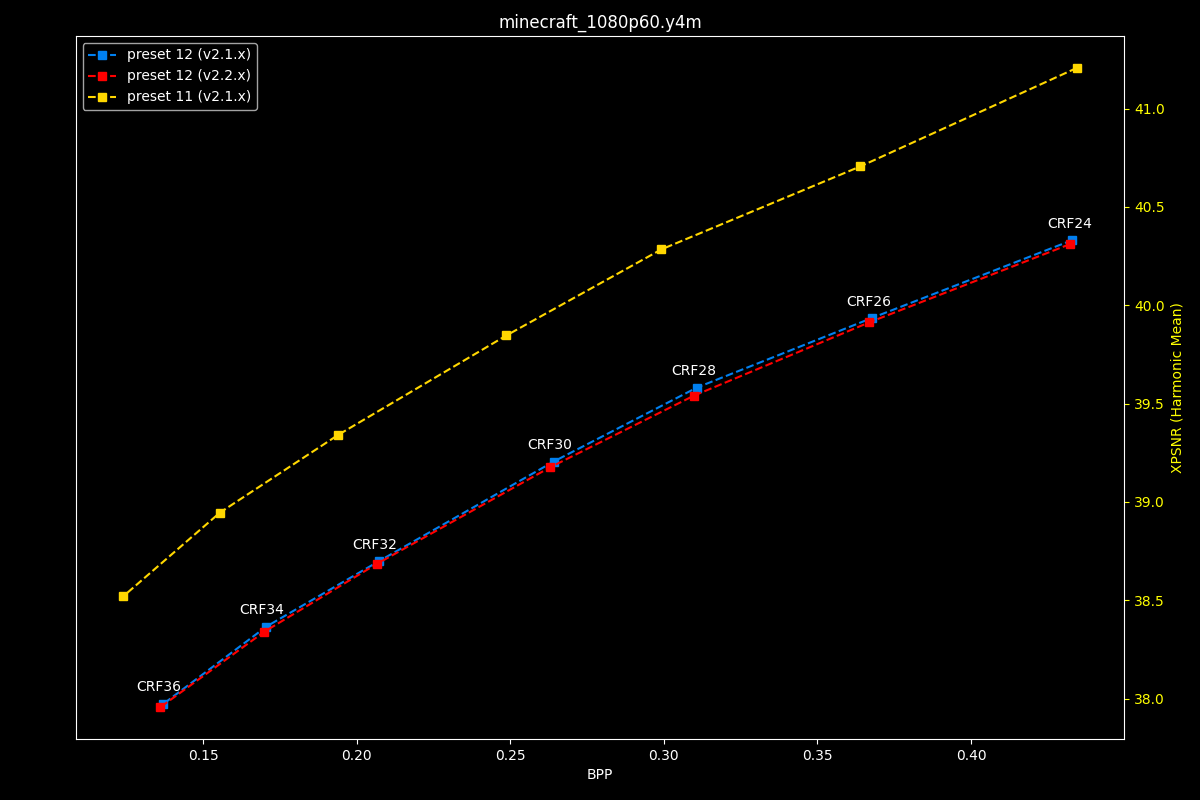 minecraft_1080p60.y4m
preset 12 (v2.1.x)
preset 12 (v2.2.x)
preset 11 (v2.1.x)
41.0
40.5
CRF24
40.0
CRF26
39.5
CRF28
XPSNR (Harmonic Mean)
CRF30
39.0
CRF32
38.5
CRF34
CRF36
38.0
0.15 0.20 0.25 0.30 0.35 0.40
BPP